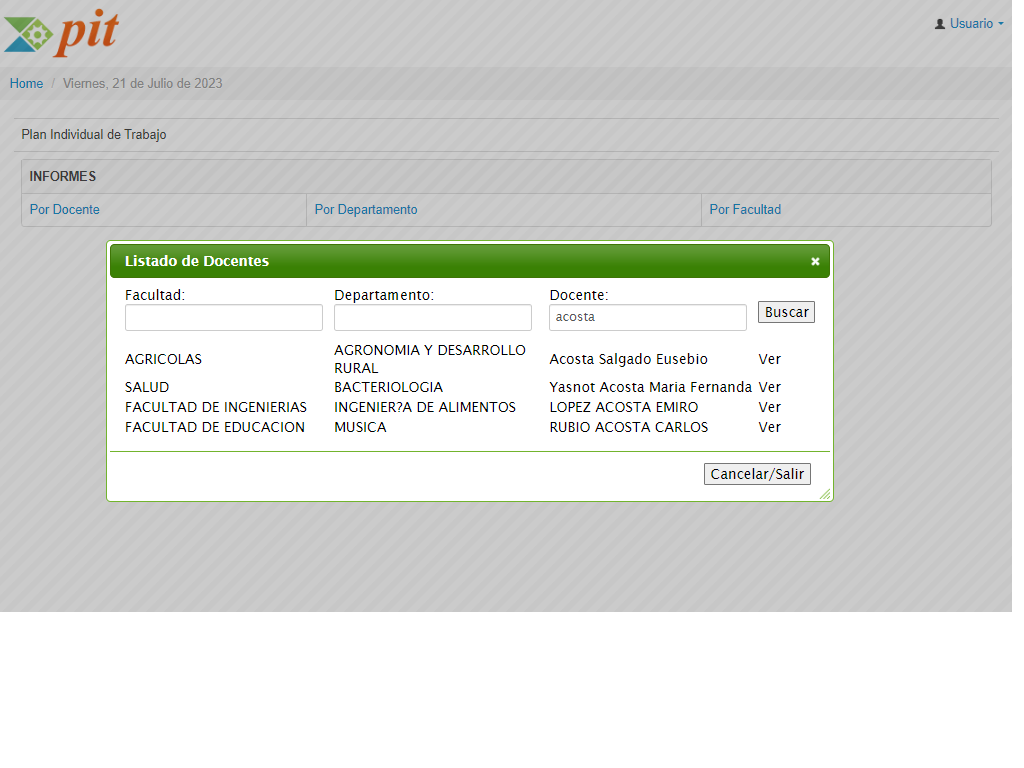 pit
Usuario
Home / Viernes, 21 de Julio de 2023
Plan Individual de Trabajo
INFORMES
Por Docente Por Departamento Por Facultad
Listado de Docentes ×
Facultad: Departamento: Docente:
acosta Buscar
AGRICOLAS AGRONOMIA Y DESARROLLO RURAL Acosta Salgado Eusebio Ver
SALUD BACTERIOLOGIA Yasnot Acosta Maria Fernanda Ver
FACULTAD DE INGENIERIAS INGENIER?A DE ALIMENTOS LOPEZ ACOSTA EMIRO Ver
FACULTAD DE EDUCACION MUSICA RUBIO ACOSTA CARLOS Ver
Cancelar/Salir